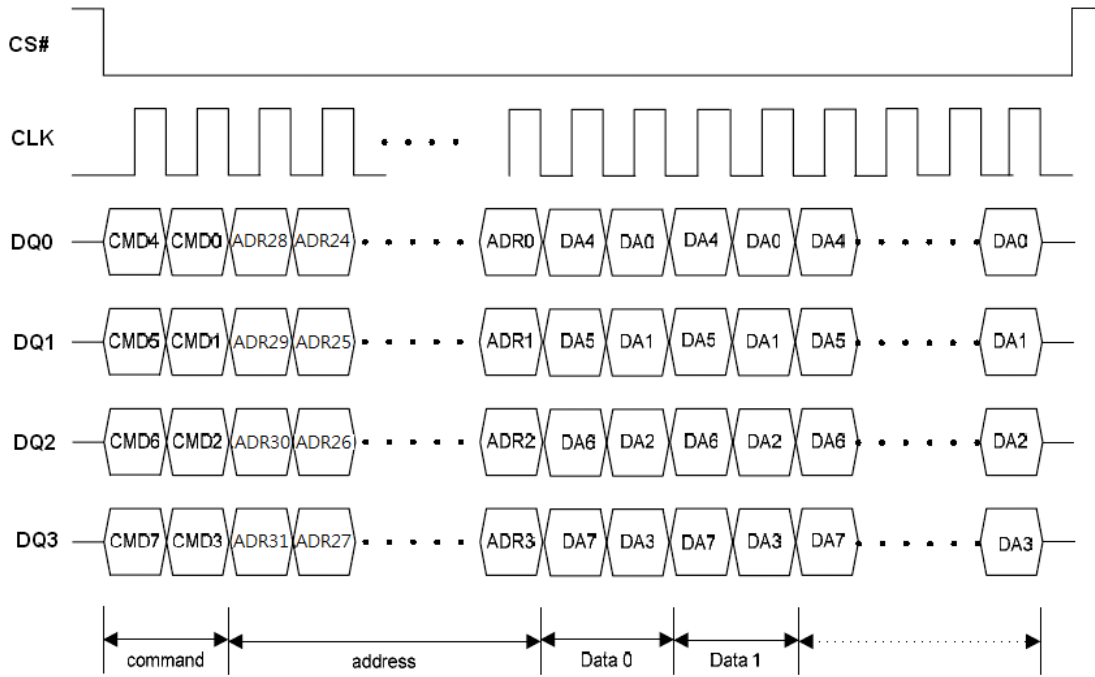 CS#
CLK
DQ0 CMD4 CMD0 ADR28 ADR24 ADR0 DA4 DA0 DA4 DA0 DA4 DA0
DQ1 CMD5 CMD1 ADR29 ADR25 ADR1 DA5 DA1 DA5 DA1 DA5 DA1
DQ2 CMD6 CMD2 ADR30 ADR26 ADR2 DA6 DA2 DA6 DA2 DA6 DA2
DQ3 CMD7 CMD3 ADR31 ADR27 ADR3 DA7 DA3 DA7 DA3 DA7 DA3
command address Data 0 Data 1